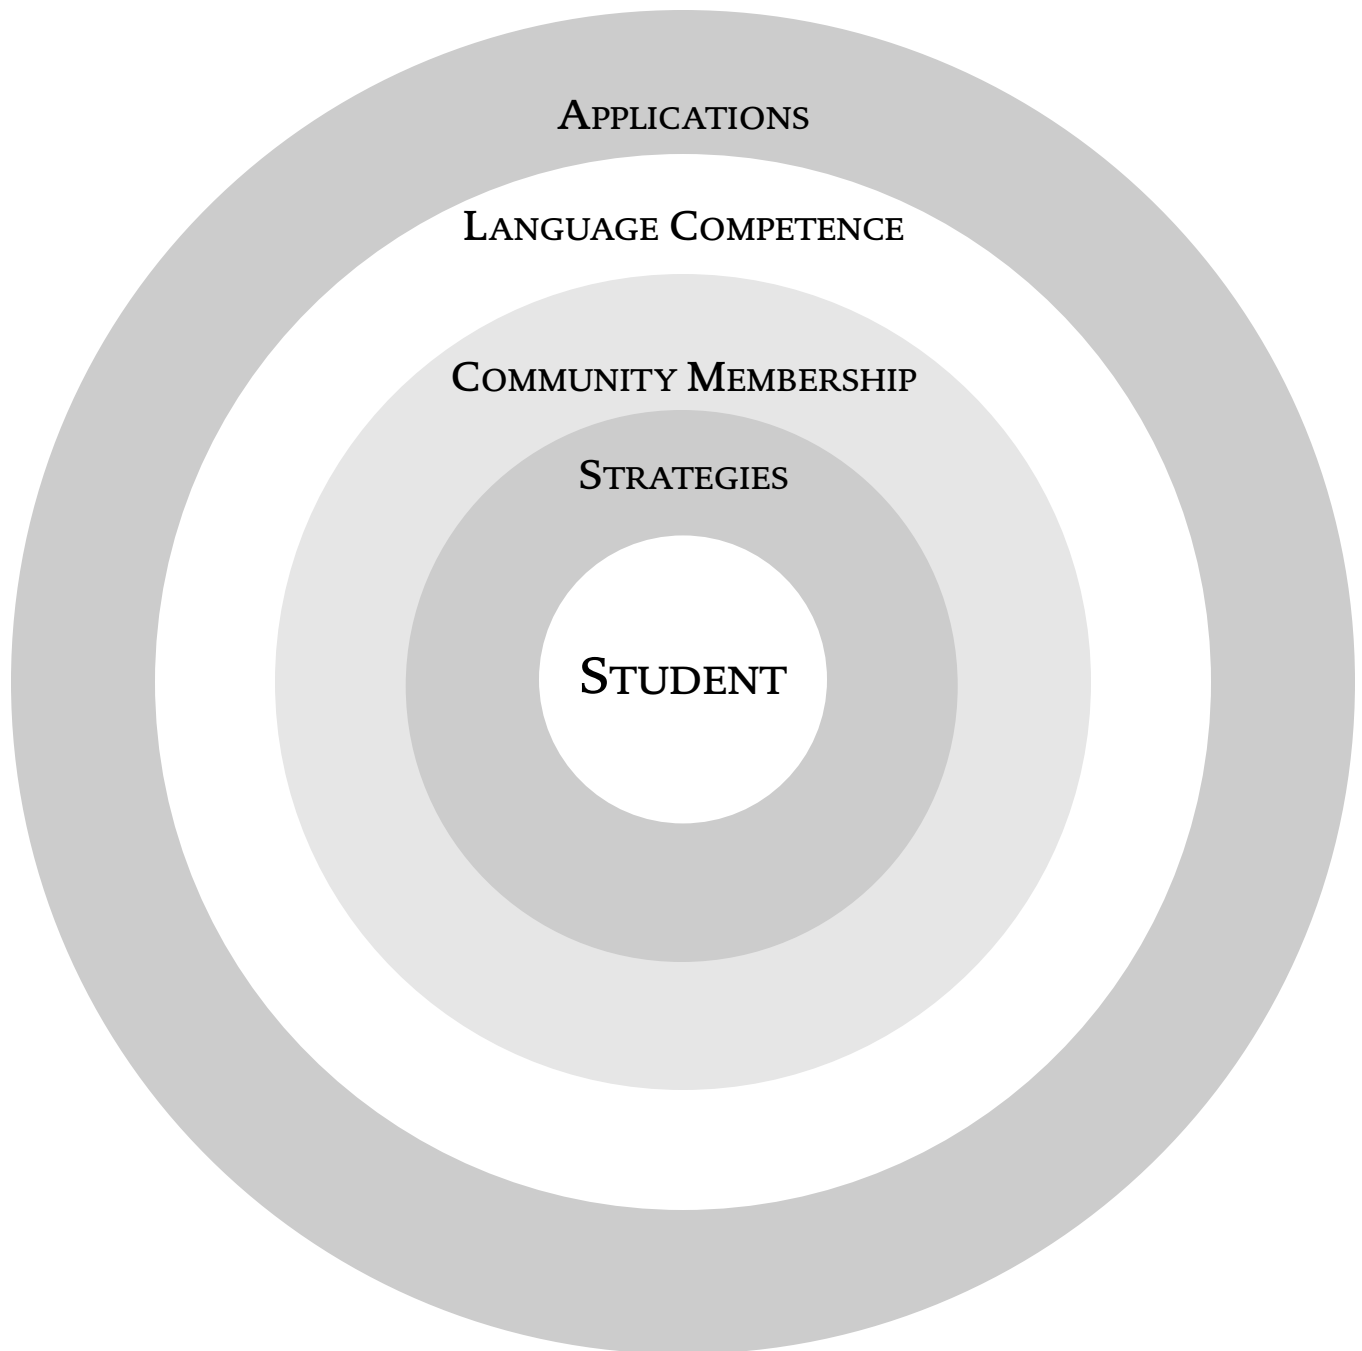 Applications
Language Competence
Community Membership
Strategies
Student